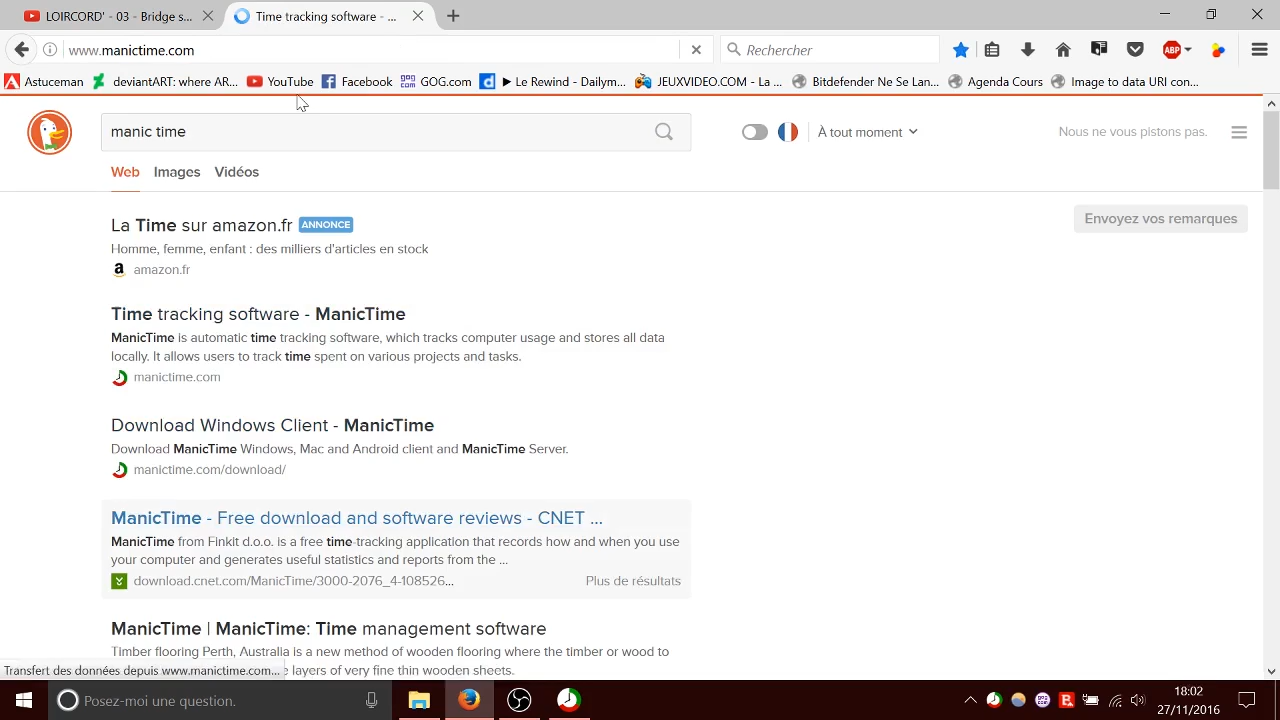 LOIRCORD' - 03 - Bridge s...
Time tracking software - ...
www.manictime.com
Rechercher
ABP
Astuceman
deviantART: where AR...
YouTube
Facebook
GOG.com
Le Rewind - Dailym...
JEUXVIDEO.COM - La ...
Bitdefender Ne Se Lan...
Agenda Cours
Image to data URI con...
manic time
À tout moment
Nous ne vous pistons pas.
Web Images Vidéos
Envoyez vos remarques
La Time sur amazon.fr ANNONCE
Homme, femme, enfant : des milliers d'articles en stock
amazon.fr
Time tracking software - ManicTime
ManicTime is automatic time tracking software, which tracks computer usage and stores all data
locally. It allows users to track time spent on various projects and tasks.
manictime.com
Download Windows Client - ManicTime
Download ManicTime Windows, Mac and Android client and ManicTime Server.
manictime.com/download/
ManicTime - Free download and software reviews - CNET ...
ManicTime from Finkit d.o.o. is a free time-tracking application that records how and when you use
your computer and generates useful statistics and reports from the ...
download.cnet.com/ManicTime/3000-2076_4-108526...
Plus de résultats
ManicTime | ManicTime: Time management software
Timber flooring Perth, Australia is a new method of wooden flooring where the timber or wood to
layers of very fine thin wooden sheets.
Transfert des données depuis www.manictime.com...
Posez-moi une question.
18:02
27/11/2016